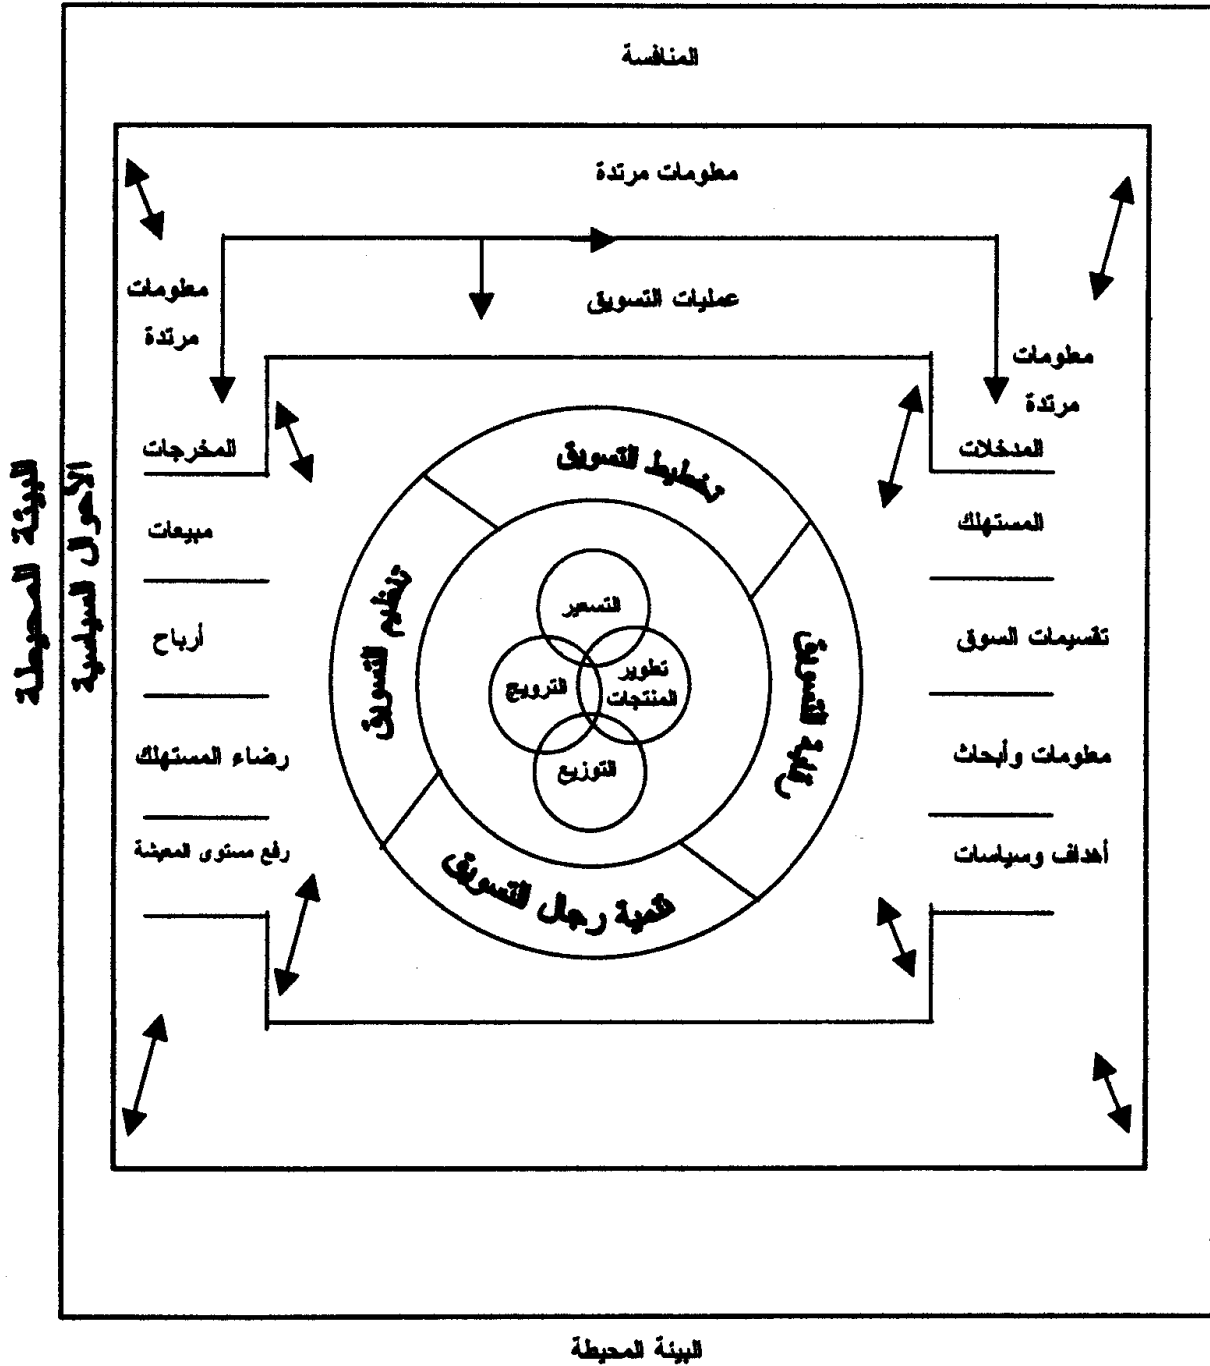 المنافسة
معلومات مرتدة
عمليات التسويق
معلومات
مرتدة
المدخلات
المستهلك
تقسيمات السوق
معلومات وأبحاث
أهداف وسياسات
تخطيط التسويق
رقابة التسويق
تنمية رجال التسويق
تنظيم التسويق
التسعير
تطوير
المنتجات
الترويج
التوزيع
معلومات
مرتدة
المخرجات
مبيعات
أرباح
رضاء المستهلك
رفع مستوى المعيشة
الأحوال السياسية
البيئة المحيطة
البيئة المحيطة